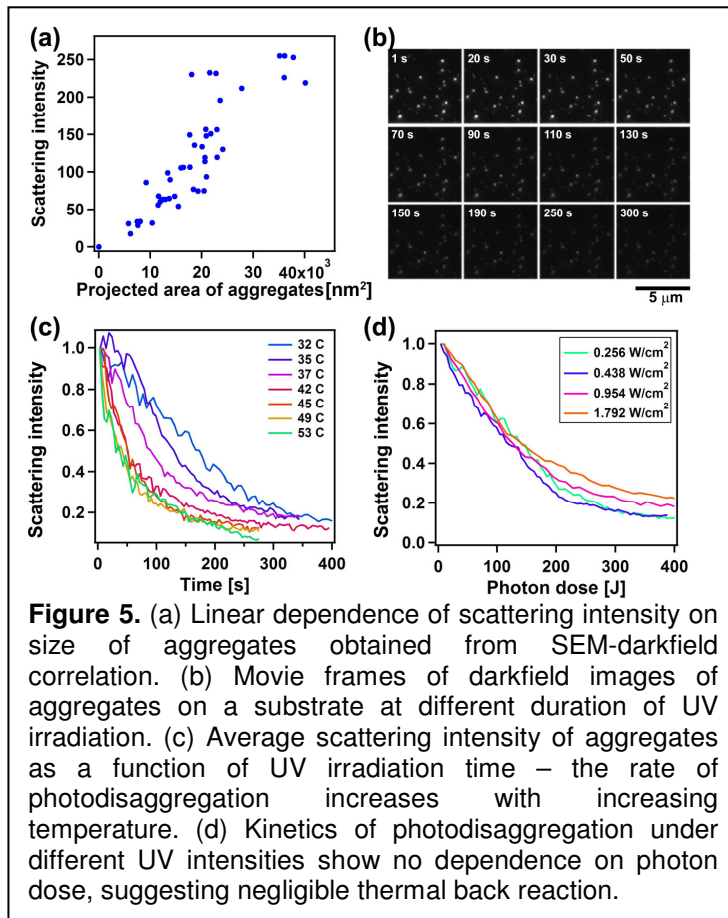 (a)
Scattering intensity
250
200
150
100
50
0
0
10
20
30
40x10³
Projected area of aggregates[nm²]
(b)
1 s
20 s
30 s
50 s
70 s
90 s
110 s
130 s
150 s
190 s
250 s
300 s
5 µm
(c)
Scattering intensity
1.0
0.8
0.6
0.4
0.2
0
100
200
300
400
Time [s]
32 C
35 C
37 C
42 C
45 C
49 C
53 C
(d)
Scattering intensity
1.0
0.8
0.6
0.4
0.2
0.0
0
100
200
300
400
Photon dose [J]
0.256 W/cm²
0.438 W/cm²
0.954 W/cm²
1.792 W/cm²
Figure 5. (a) Linear dependence of scattering intensity on
size of aggregates obtained from SEM-darkfield
correlation. (b) Movie frames of darkfield images of
aggregates on a substrate at different duration of UV
irradiation. (c) Average scattering intensity of aggregates
as a function of UV irradiation time – the rate of
photodisaggregation increases with increasing
temperature. (d) Kinetics of photodisaggregation under
different UV intensities show no dependence on photon
dose, suggesting negligible thermal back reaction.